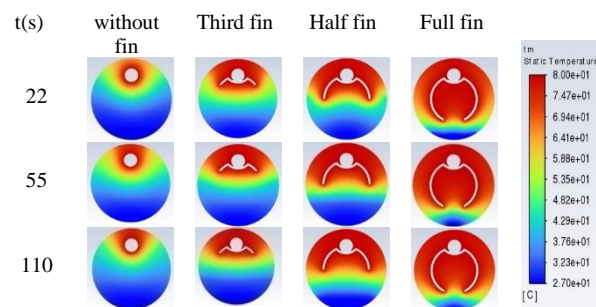 t(s) without fin Third fin Half fin Full fin
22
55
110
tm
Static Temperature
8.00e+01
7.47e+01
6.94e+01
6.41e+01
5.88e+01
5.35e+01
4.82e+01
4.29e+01
3.76e+01
3.23e+01
2.70e+01
[C]